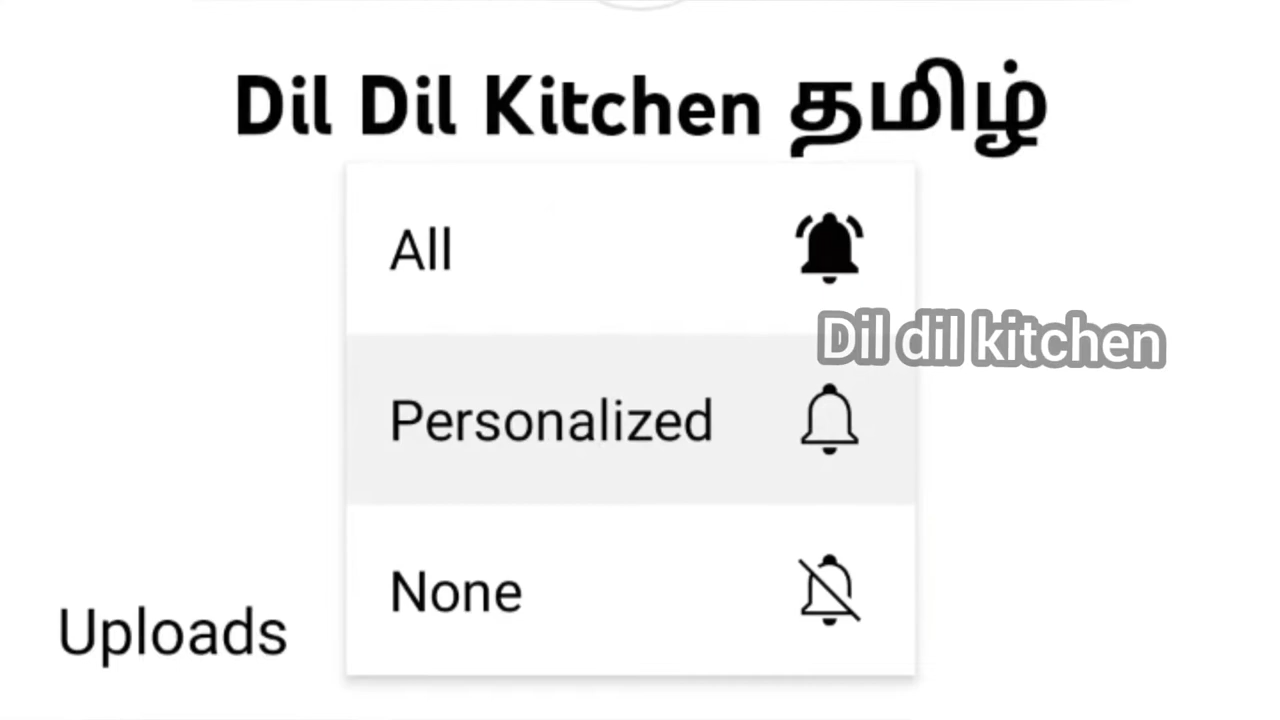 Dil Dil Kitchen தமிழ்
All
Dil dil kitchen
Personalized
None
Uploads